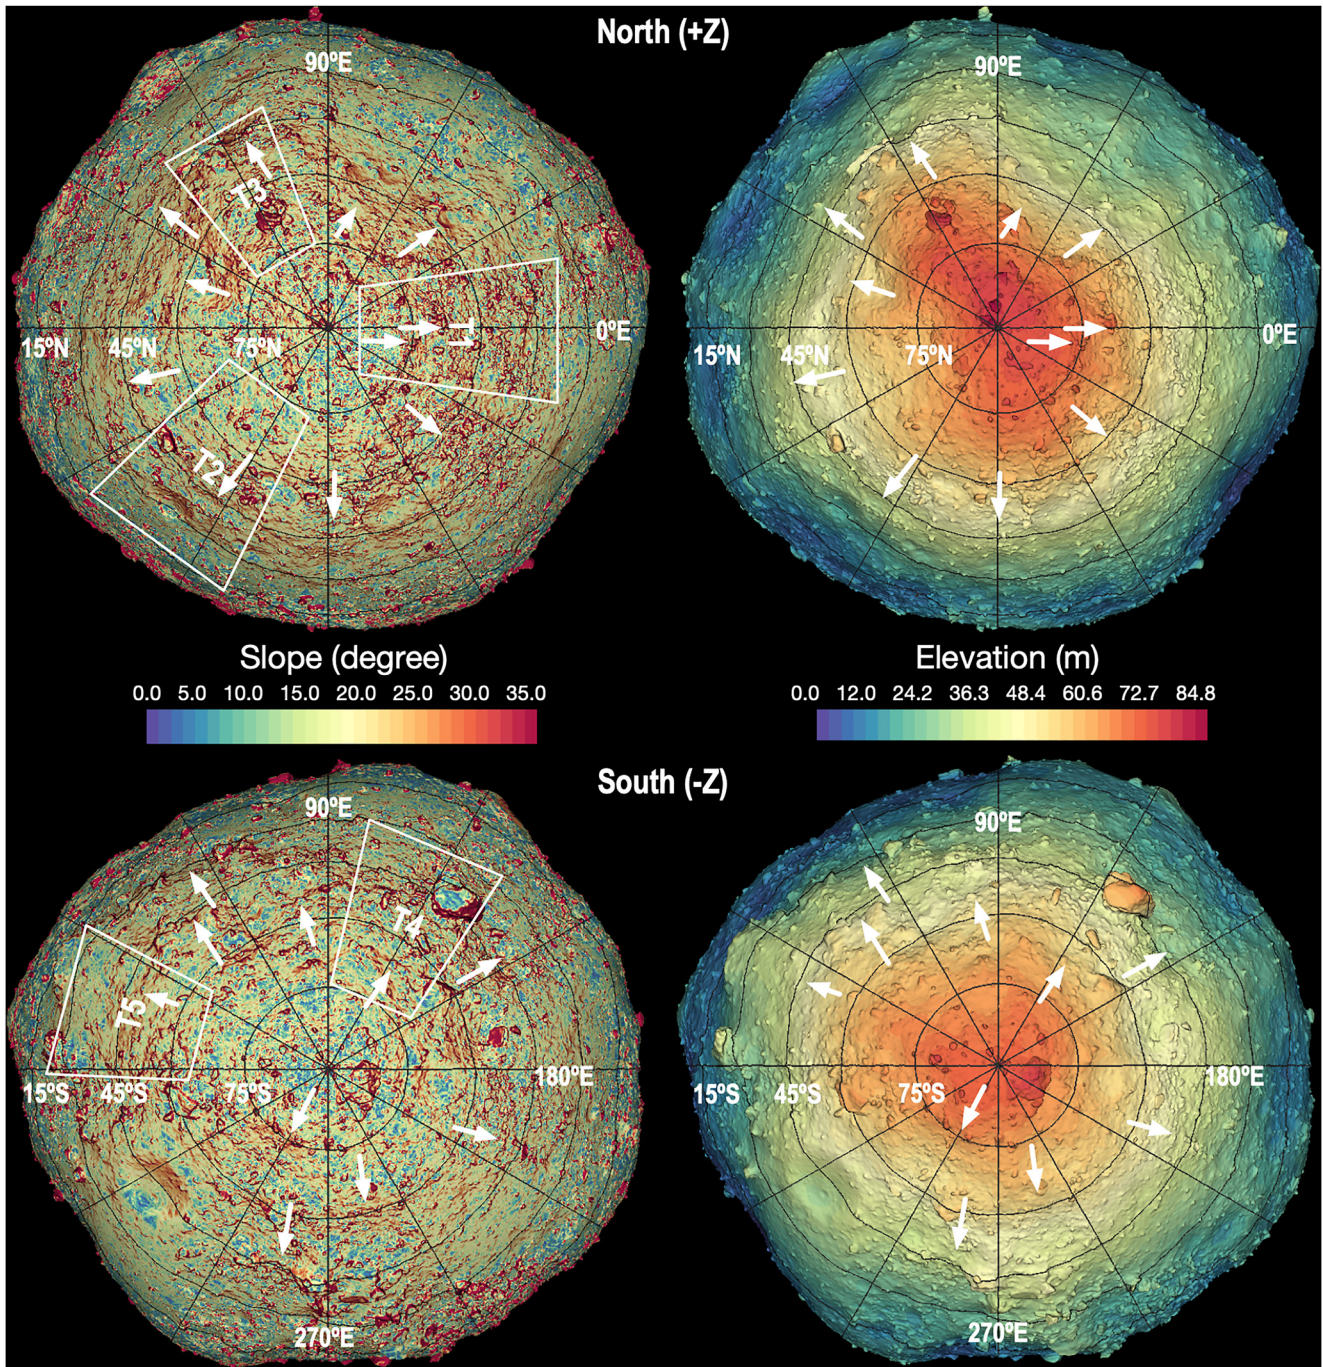 North (+Z)
90ºE
90ºE
T3
T1
0ºE
0ºE
15ºN
45ºN
75ºN
15ºN
45ºN
75ºN
T2
Slope (degree)
Elevation (m)
0.0 5.0 10.0 15.0 20.0 25.0 30.0 35.0
0.0 12.0 24.2 36.3 48.4 60.6 72.7 84.8
South (-Z)
90ºE
90ºE
T4
T5
15ºS
45ºS
75ºS
180ºE
15ºS
45ºS
75ºS
180ºE
270ºE
270ºE